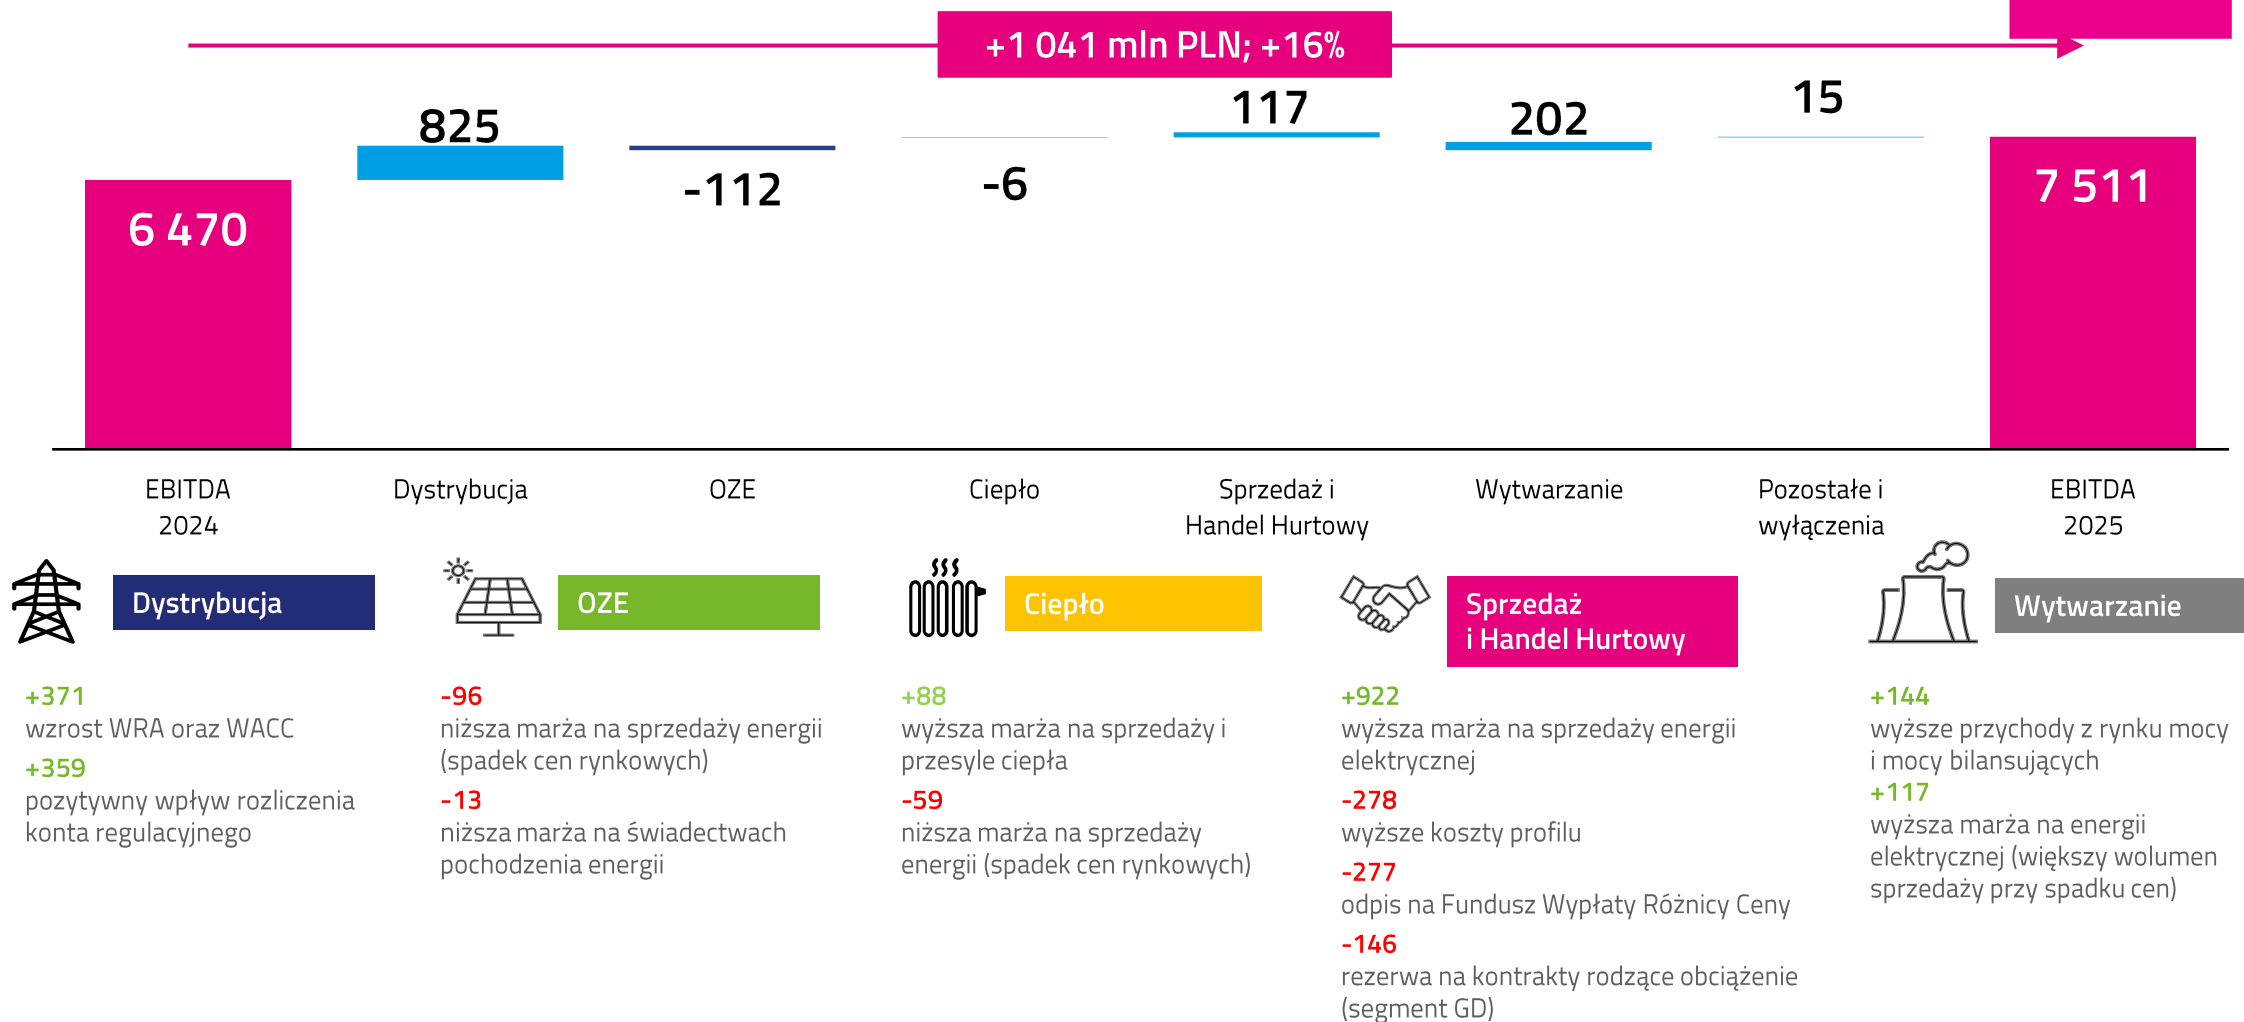 +1 041 mln PLN; +16%
6 470
825
-112
-6
117
202
15
7 511
EBITDA
2024
Dystrybucja
OZE
Ciepło
Sprzedaż i
Handel Hurtowy
Wytwarzanie
Pozostałe i
wyłączenia
EBITDA
2025
Dystrybucja
+371
wzrost WRA oraz WACC
+359
pozytywny wpływ rozliczenia
konta regulacyjnego
OZE
-96
niższa marża na sprzedaży energii
(spadek cen rynkowych)
-13
niższa marża na świadectwach
pochodzenia energii
Ciepło
+88
wyższa marża na sprzedaży i
przesyle ciepła
-59
niższa marża na sprzedaży
energii (spadek cen rynkowych)
Sprzedaż
i Handel Hurtowy
+922
wyższa marża na sprzedaży energii
elektrycznej
-278
wyższe koszty profilu
-277
odpis na Fundusz Wypłaty Różnicy Ceny
-146
rezerwa na kontrakty rodzące obciążenie
(segment GD)
Wytwarzanie
+144
wyższe przychody z rynku mocy
i mocy bilansujących
+117
wyższa marża na energii
elektrycznej (większy wolumen
sprzedaży przy spadku cen)